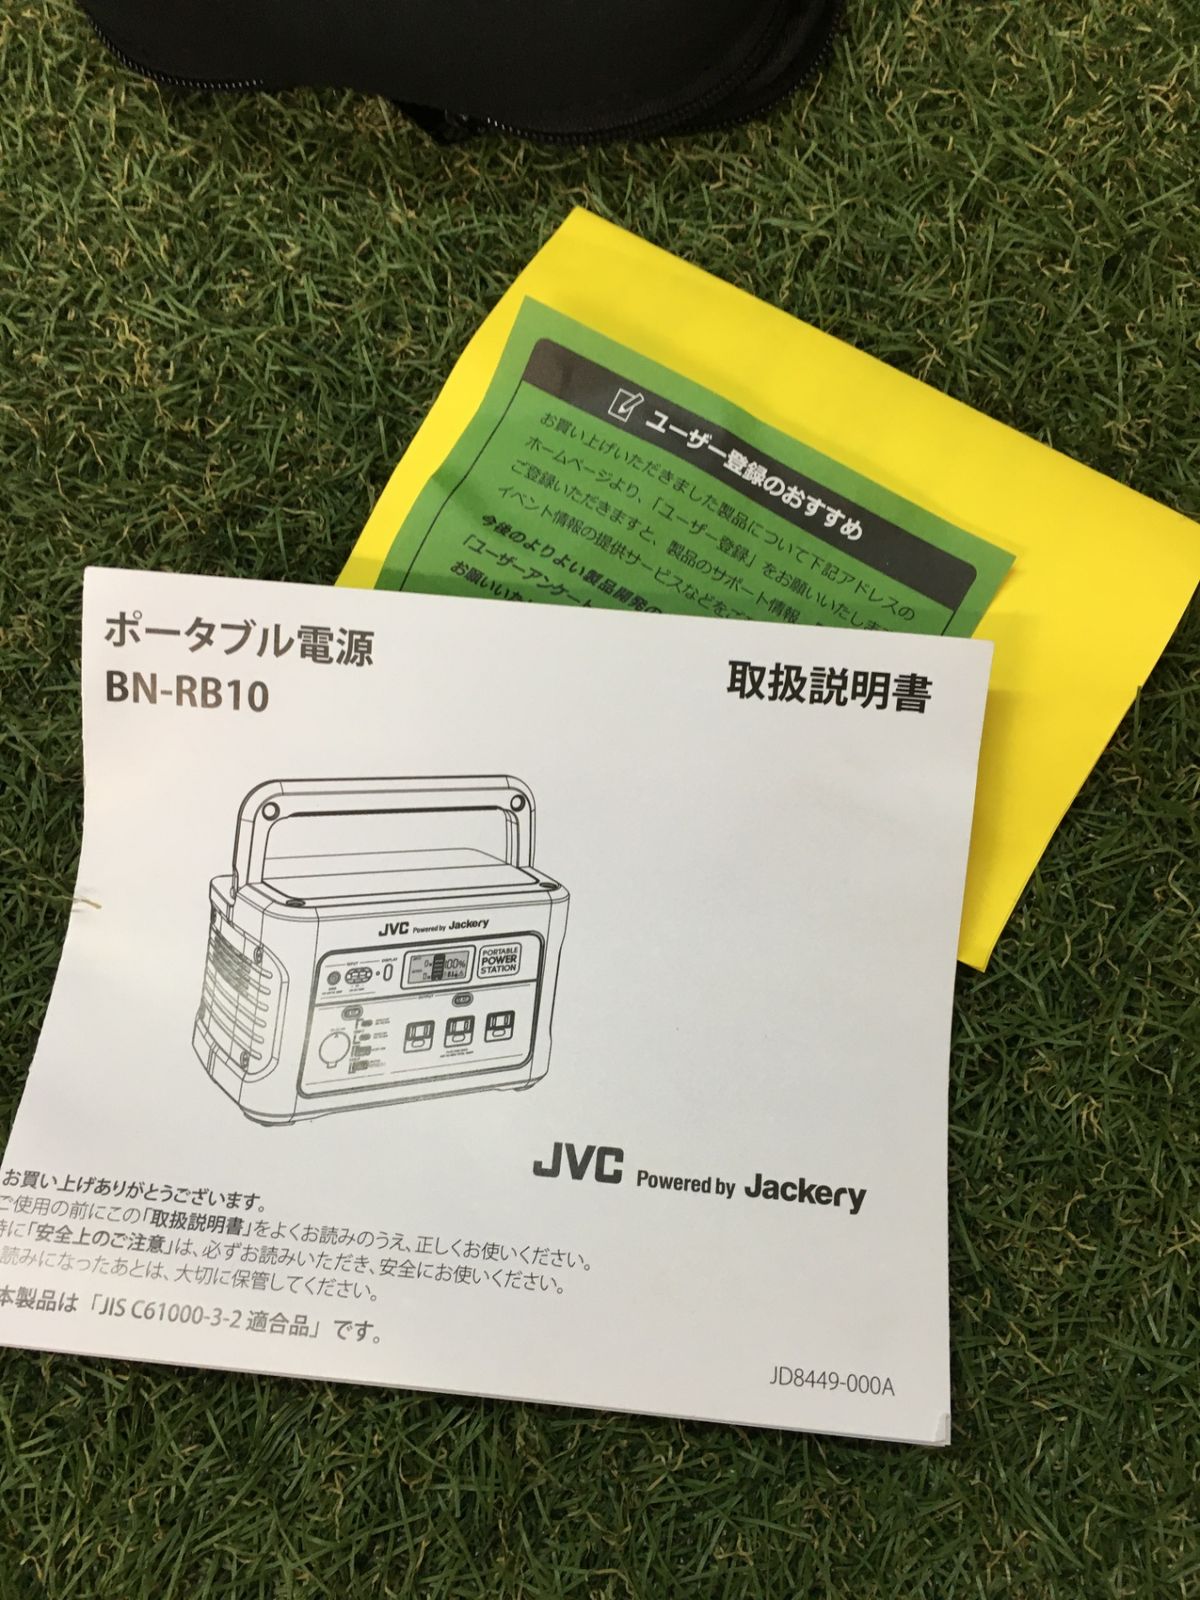 ユーザー登録のおすすめ
お買い上げいただきました製品について下記アドレスの
ホームページより、「ユーザー登録」をお願いいたします
ご登録いただきますと、製品のサポート情報、
イベント情報の提供サービスなどをご
今後のよりよい製品開発の
「ユーザーアンケート
お願いいた
ポータブル電源
BN-RB10
取扱説明書
JVC Powered by Jackery
INPUT
DISPLAY
100%
PORTABLE
POWER
STATION
OUTPUT
JVC Powered by Jackery
お買い上げありがとうございます。
ご使用の前にこの「取扱説明書」をよくお読みのうえ、正しくお使いください。
特に「安全上のご注意」は、必ずお読みいただき、安全にお使いください。
読みになったあとは、大切に保管してください。
本製品は「JIS C61000-3-2 適合品」です。
JD8449-000A